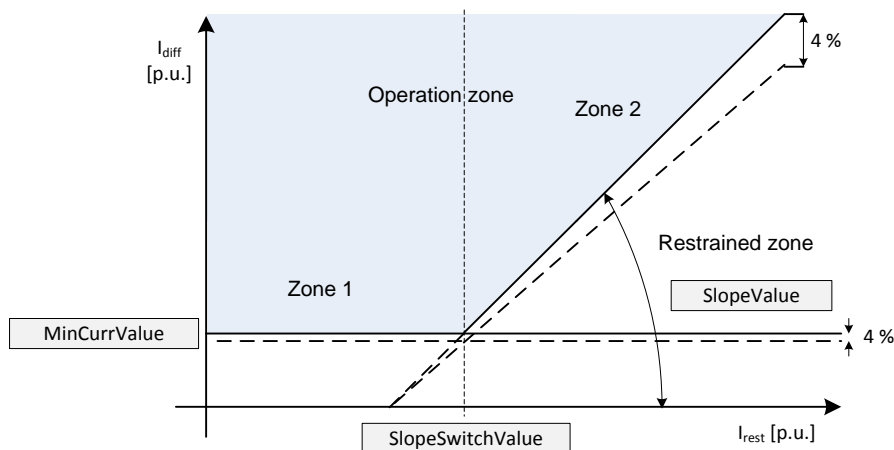 I_diff
[p.u.]
4 %
Operation zone
Zone 2
Restrained zone
Zone 1
SlopeValue
MinCurrValue
4 %
SlopeSwitchValue
I_rest [p.u.]